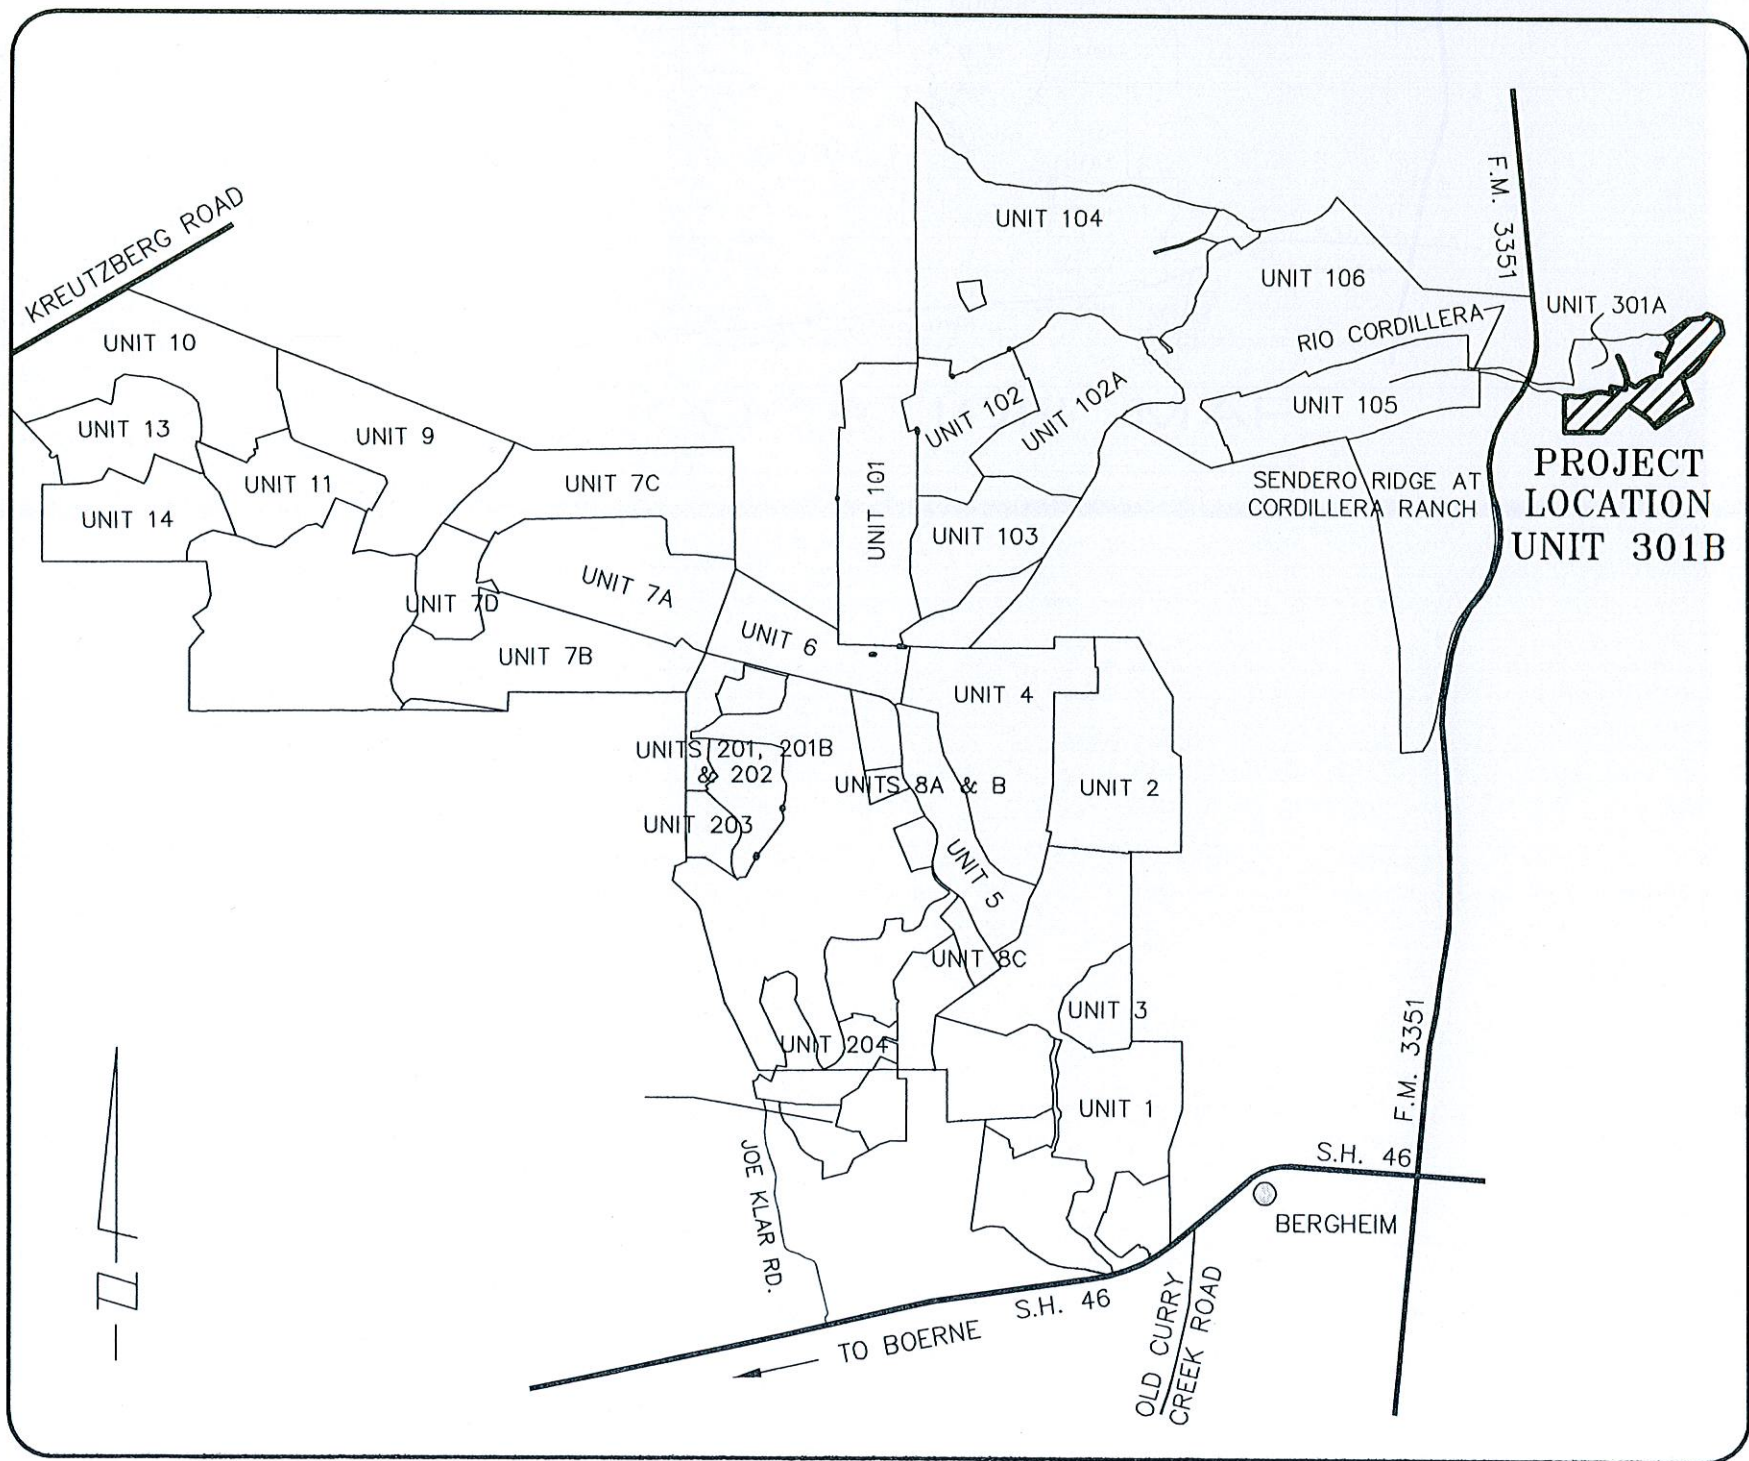 UNIT 104
F.M. 3351
KREUTZBERG ROAD
UNIT 106
UNIT 301A
RIO CORDILLERA
UNIT 10
UNIT 102
UNIT 102A
UNIT 105
UNIT 13
UNIT 9
PROJECT
LOCATION
UNIT 301B
UNIT 11
UNIT 7C
UNIT 101
SENDERO RIDGE AT
CORDILLERA RANCH
UNIT 14
UNIT 103
UNIT 7A
UNIT 7D
UNIT 6
UNIT 7B
UNIT 4
UNITS 201, 201B
& 202
UNITS 8A & B
UNIT 2
UNIT 203
UNIT 5
UNIT 8C
UNIT 3
UNIT 204
F.M. 3351
UNIT 1
JOE KLAR RD.
S.H. 46
BERGHEIM
S.H. 46
TO BOERNE
OLD CURRY
CREEK ROAD
N